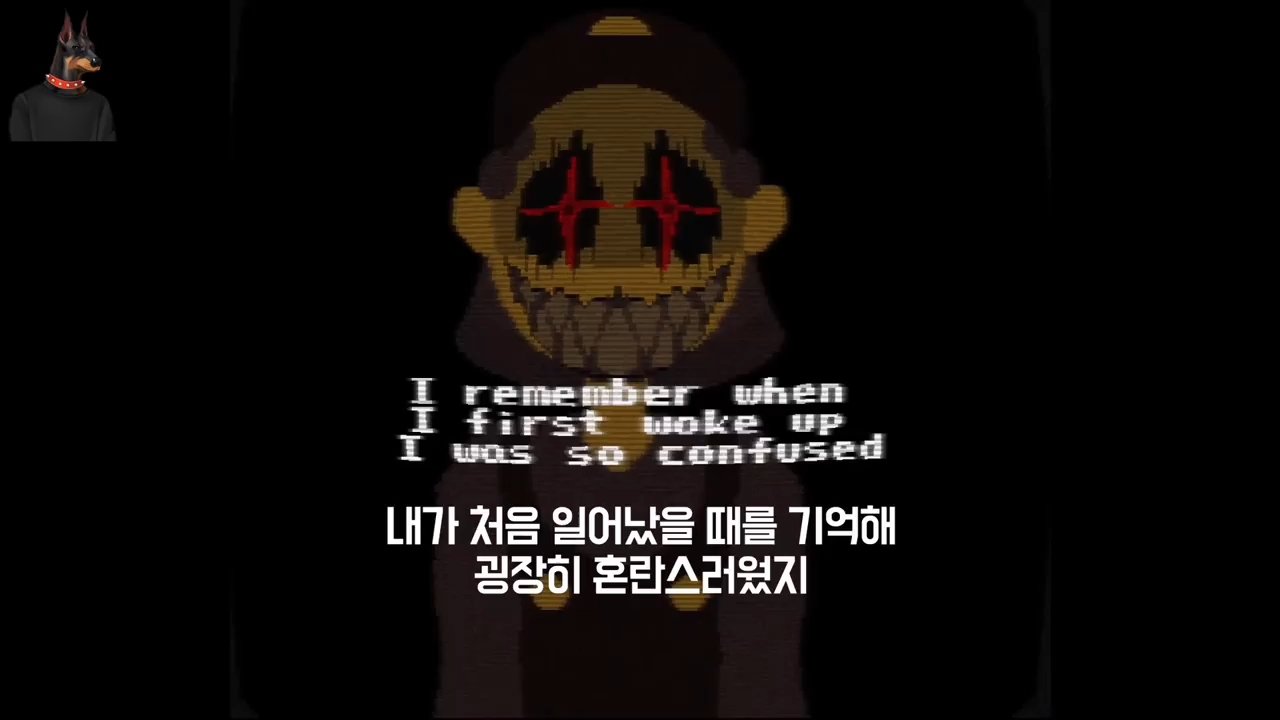 I remember when
I first woke up
I was so confused
내가 처음 일어났을 때를 기억해
굉장히 혼란스러웠지